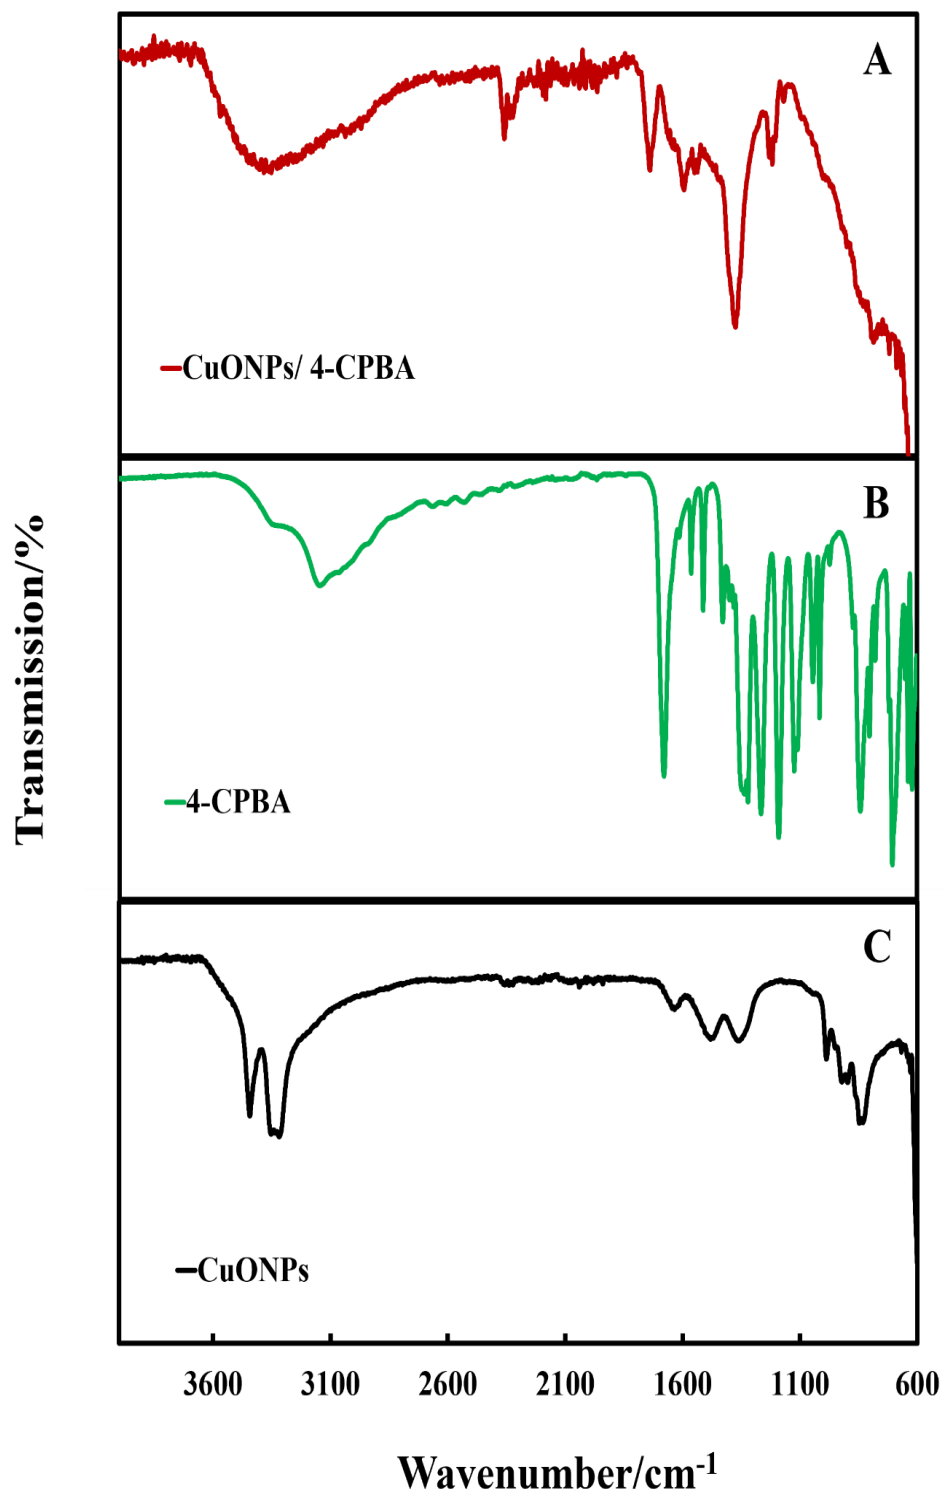 A
CuONPs/ 4-CPBA
B
4-CPBA
C
CuONPs
Transmission/%
3600 3100 2600 2100 1600 1100 600
Wavenumber/cm-1